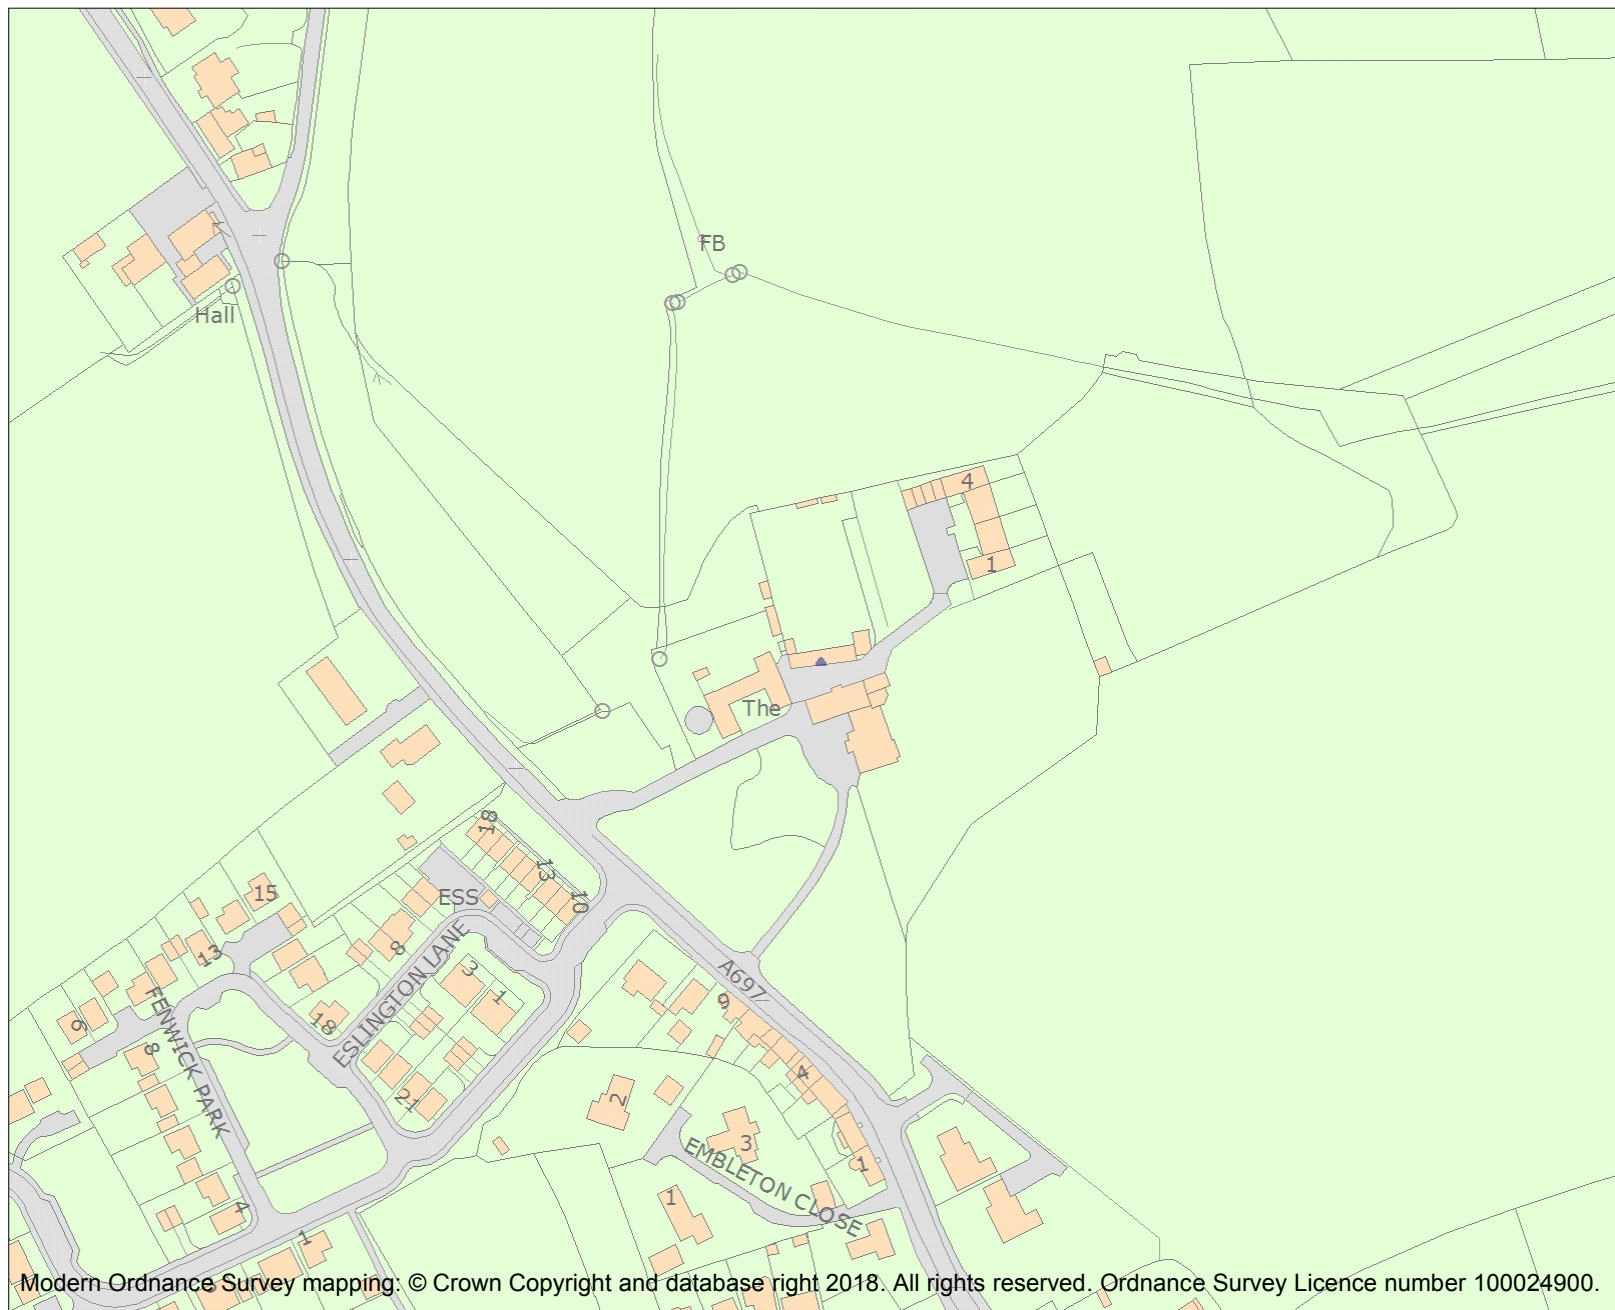 FB
Hall
4
1
The
18
13
10
ESS
15
13
8
ESLINGTON LANE
3
1
A697
9
FENWICK PARK
18
6
8
4
21
2
3
EMBLETON CLOSE
1
1
4
1
Modern Ordnance Survey mapping: © Crown Copyright and database right 2018. All rights reserved. Ordnance Survey Licence number 100024900.